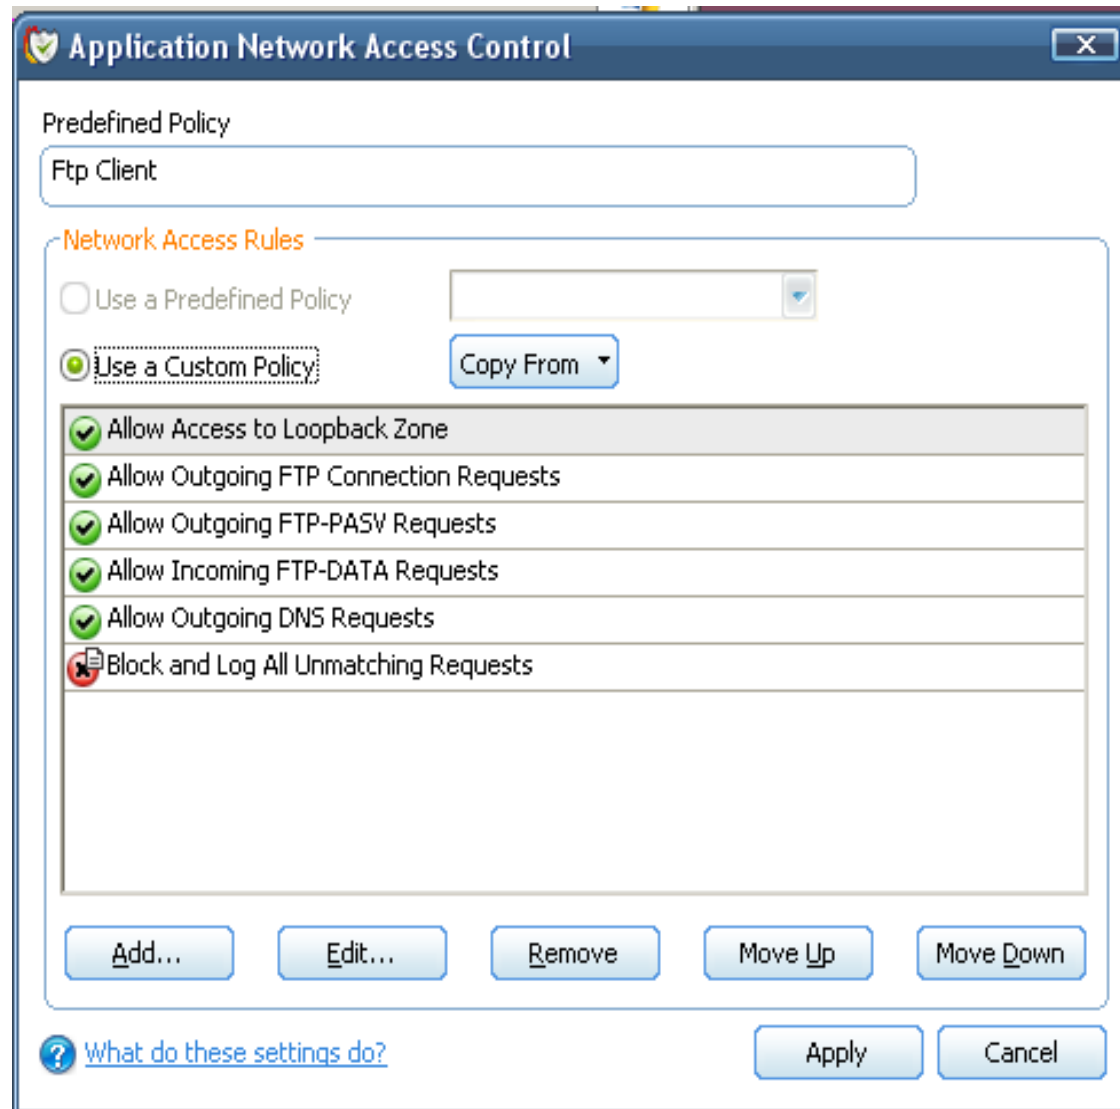 Application Network Access Control
Predefined Policy
Ftp Client
Network Access Rules
Use a Predefined Policy
Use a Custom Policy
Copy From
Allow Access to Loopback Zone
Allow Outgoing FTP Connection Requests
Allow Outgoing FTP-PASV Requests
Allow Incoming FTP-DATA Requests
Allow Outgoing DNS Requests
Block and Log All Unmatching Requests
Add... Edit... Remove Move Up Move Down
What do these settings do? Apply Cancel